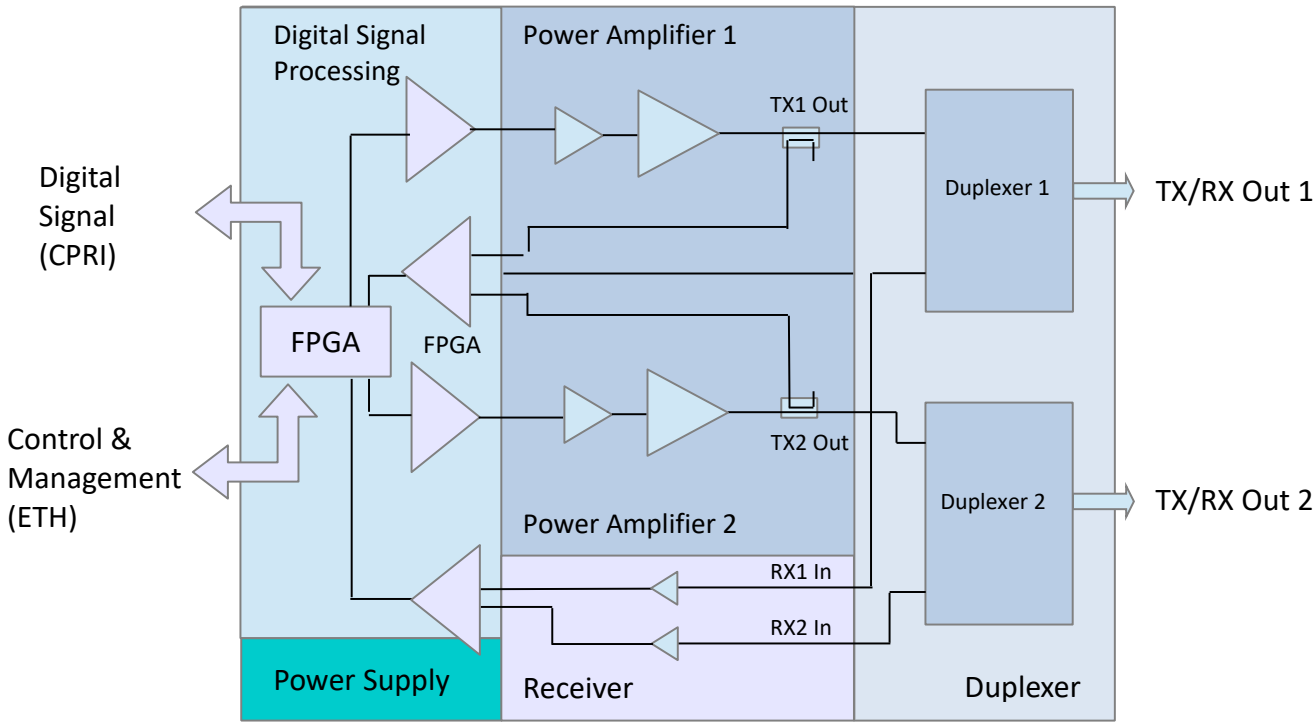 Digital Signal
Processing
Power Amplifier 1
TX1 Out
Digital
Signal
(CPRI)
Duplexer 1
TX/RX Out 1
FPGA
FPGA
Control &
Management
(ETH)
TX2 Out
Duplexer 2
TX/RX Out 2
Power Amplifier 2
RX1 In
RX2 In
Power Supply
Receiver
Duplexer